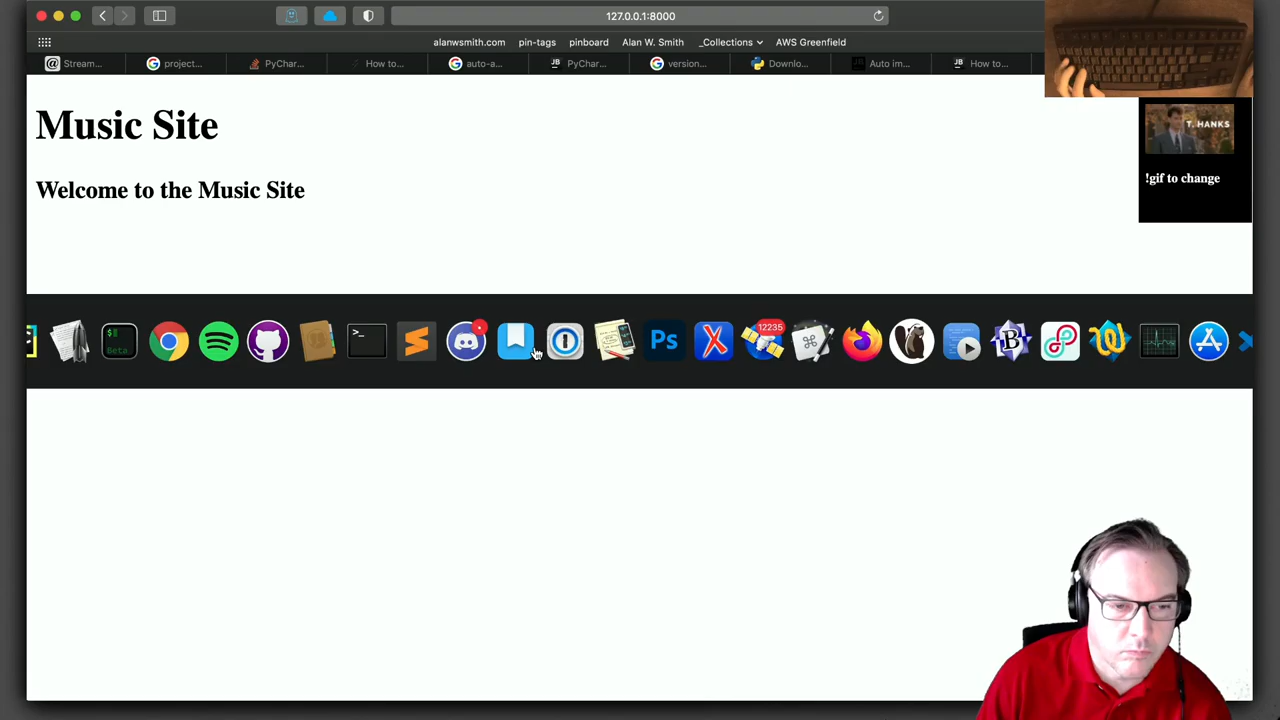 127.0.0.1:8000
alanwsmith.com pin-tags pinboard Alan W. Smith _Collections AWS Greenfield
Stream... project... PyChar... How to... auto-a... PyChar... version... Downlo... Auto im... How to...
Music Site
T. HANKS
!gif to change
Welcome to the Music Site
$
Beta
>_
Ps
12235
B